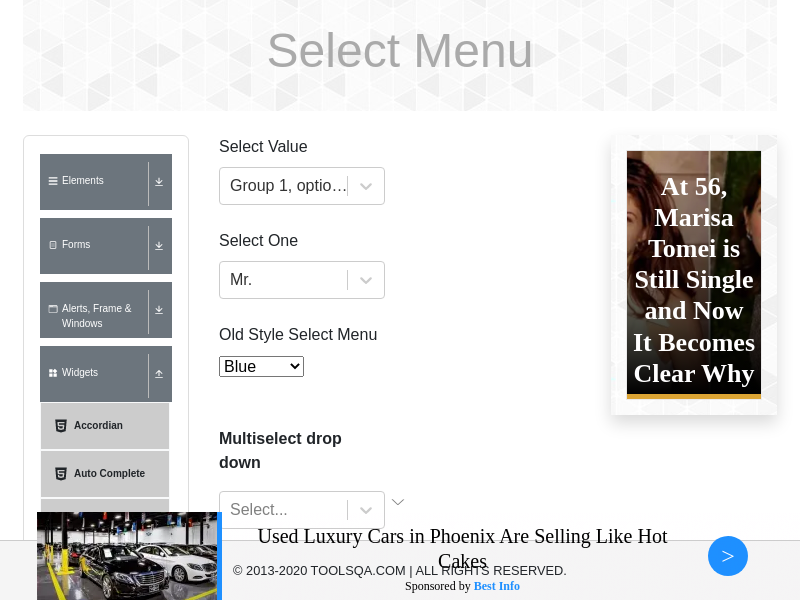 Select Menu
Elements
Forms
Alerts, Frame &
Windows
Widgets
Accordian
Auto Complete
Select Value
Group 1, optio…
Select One
Mr.
Old Style Select Menu
Blue
Multiselect drop
down
Select...
At 56,
Marisa
Tomei is
Still Single
and Now
It Becomes
Clear Why
Used Luxury Cars in Phoenix Are Selling Like Hot
Cakes
© 2013-2020 TOOLSQA.COM | ALL RIGHTS RESERVED.
Sponsored by Best Info
>